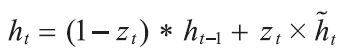 h_t = (1 − z_t) * h_{t−1} + z_t × h̃_t